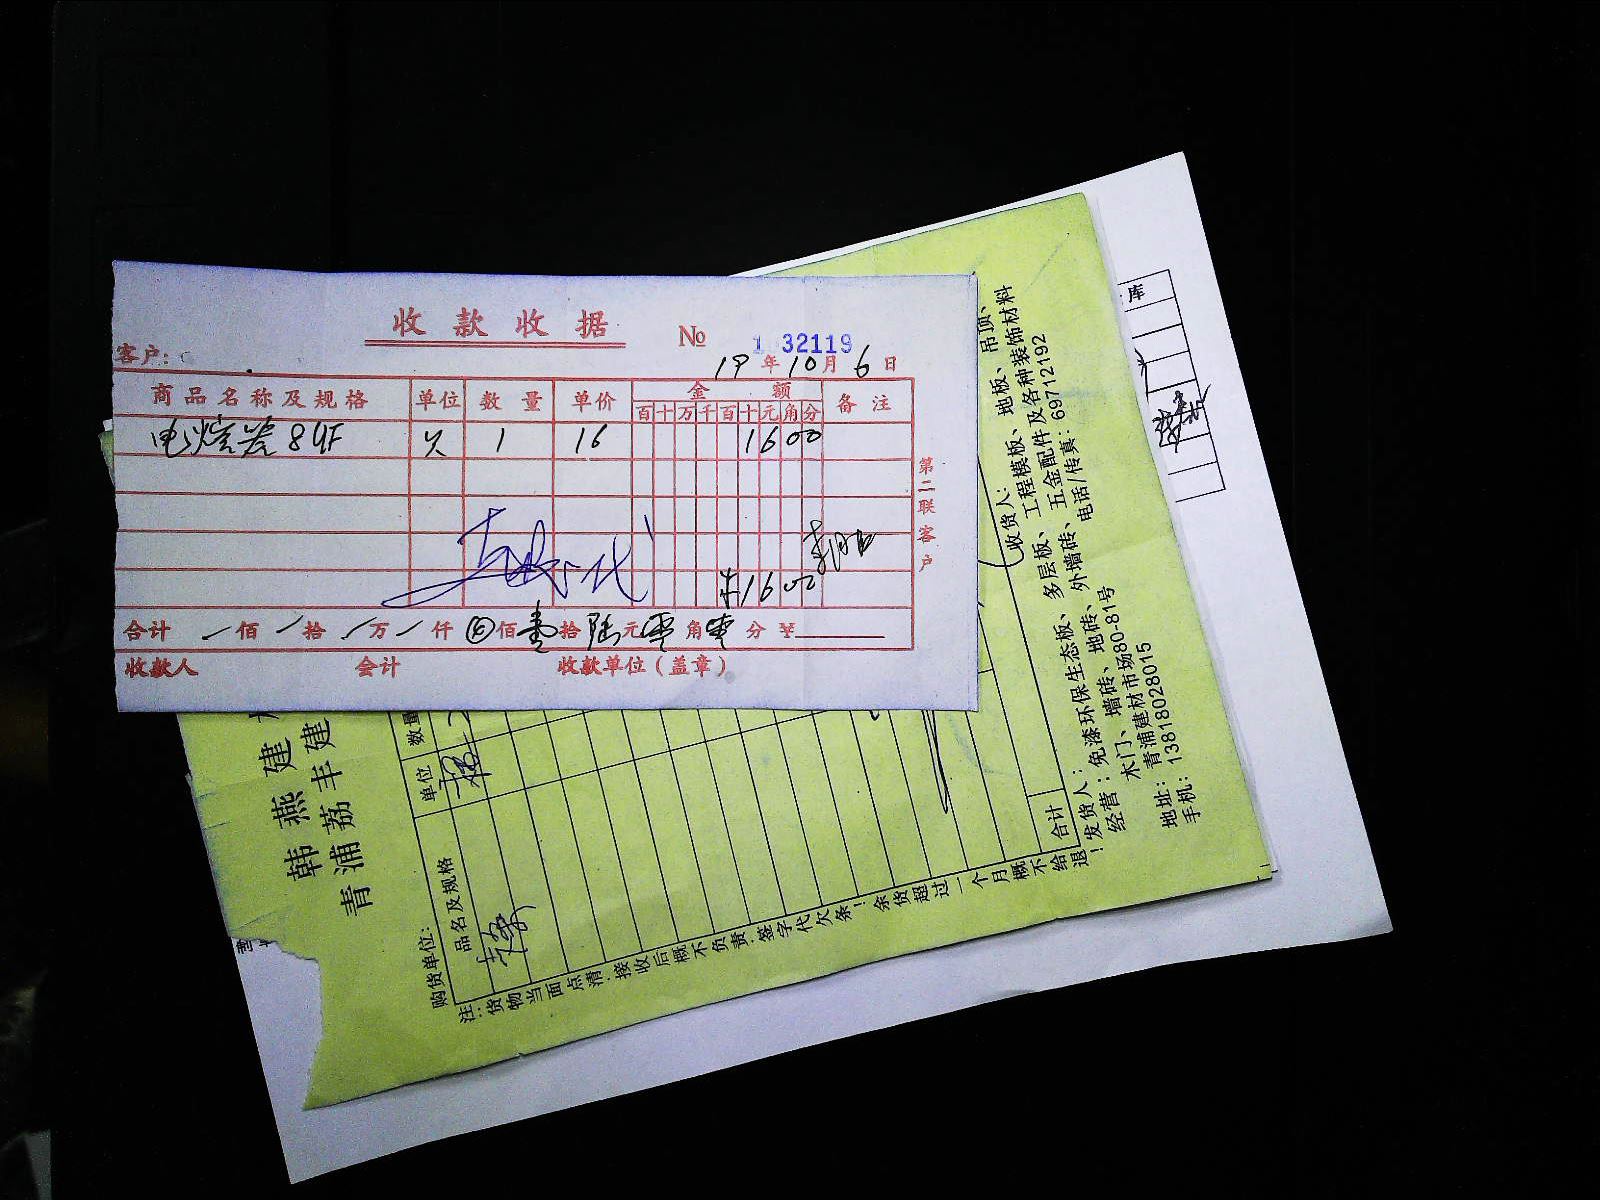 收款收据 №
32119
客户: 19年10月6日
商品名称及规格 单位 数量 单价 金额 备注
百十万千百十元角分
电 器 8uF 只 1 16 1600
¥1600
合计 佰 拾 万 仟 佰壹拾陆元零角零分 ¥
收款人 会计 收款单位(盖章)
第二联客户
韩燕建
青浦荔丰建
购货单位:
品名及规格 单位 数量
合计
注:货物当面点清,接收后概不负责,签字代欠条!余货超过一个月概不给退!
发货人: 收货人:
经营:免漆环保生态板、多层板、工程模板、地板、吊顶、
木门、墙砖、地砖、外墙砖、五金配件及各种装饰材料
地址:青浦建材市场80-81号 电话/传真:69712192
手机:13818028015
库